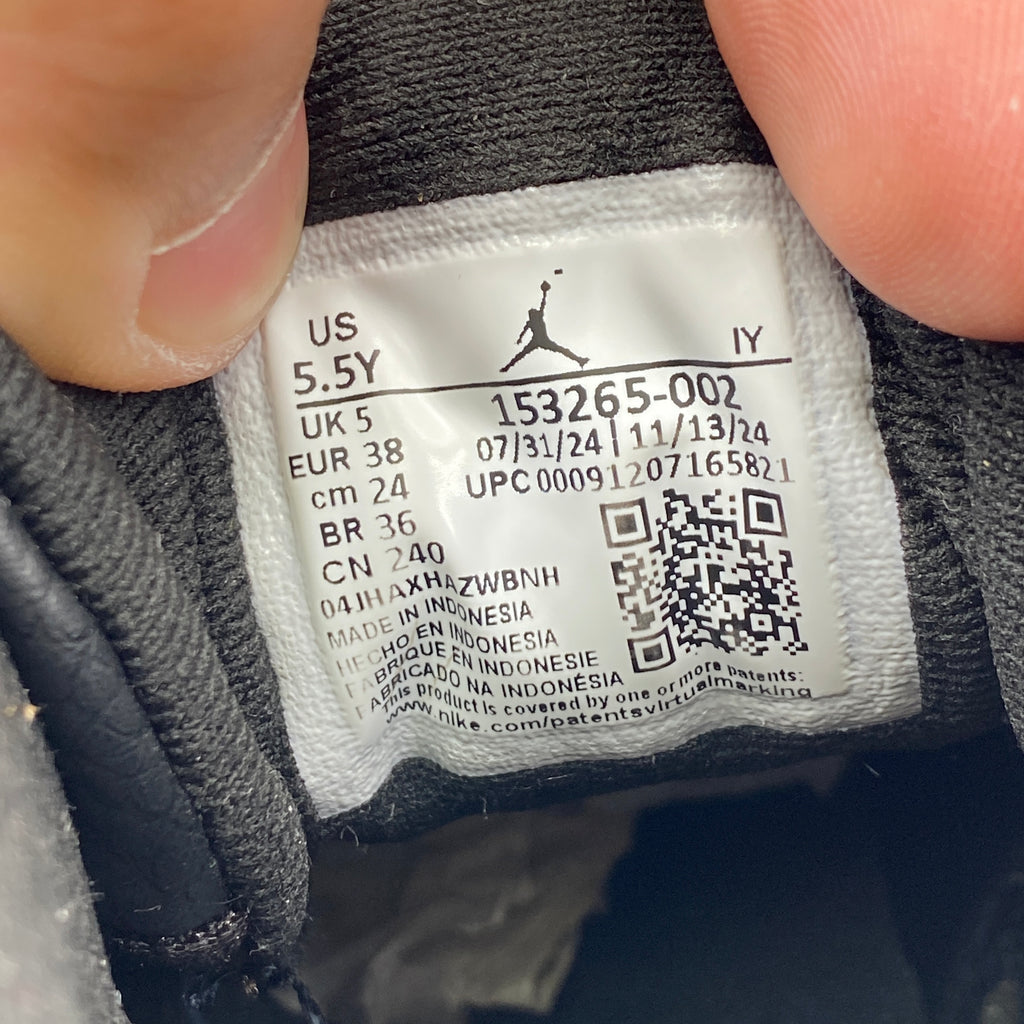 US
5.5Y
IY
UK 5
EUR 38
cm 24
BR 36
CN 240
153265-002
07/31/24 | 11/13/24
UPC 00091207165821
04JHAXHAZWBNH
MADE IN INDONESIA
HECHO EN INDONESIA
FABRIQUE EN INDONESIE
FABRICADO NA INDONÉSIA
This product is covered by one or more patents:
www.nike.com/patentsvirtualmarking